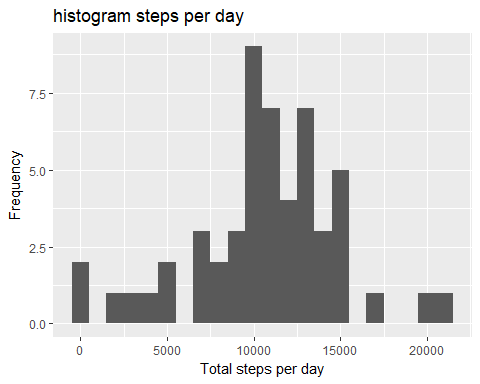 histogram steps per day
7.5
5.0
2.5
0.0
Frequency
0 5000 10000 15000 20000
Total steps per day